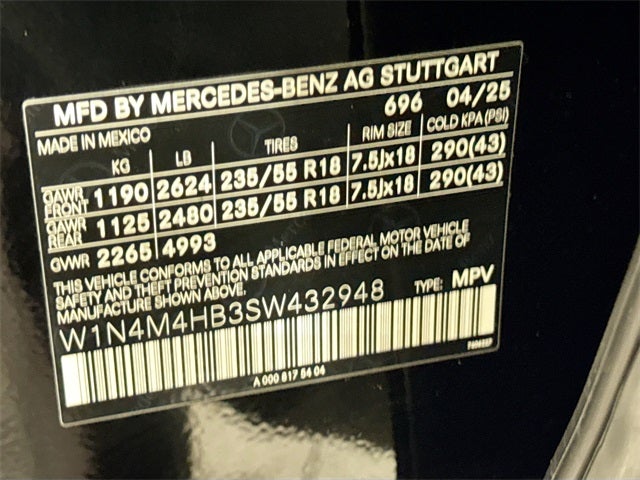 MFD BY MERCEDES-BENZ AG STUTTGART
MADE IN MEXICO 696 04/25
KG LB TIRES RIM SIZE COLD KPA(PSI)
GAWR FRONT 1190 2624 235/55 R18 7.5Jx18 290(43)
GAWR REAR 1125 2480 235/55 R18 7.5Jx18 290(43)
GVWR 2265 4993
THIS VEHICLE CONFORMS TO ALL APPLICABLE FEDERAL MOTOR VEHICLE
SAFETY AND THEFT PREVENTION STANDARDS IN EFFECT ON THE DATE OF
MANUFACTURE SHOWN ABOVE.
W1N4M4HB3SW432948 TYPE: MPV
A 000 817 54 04